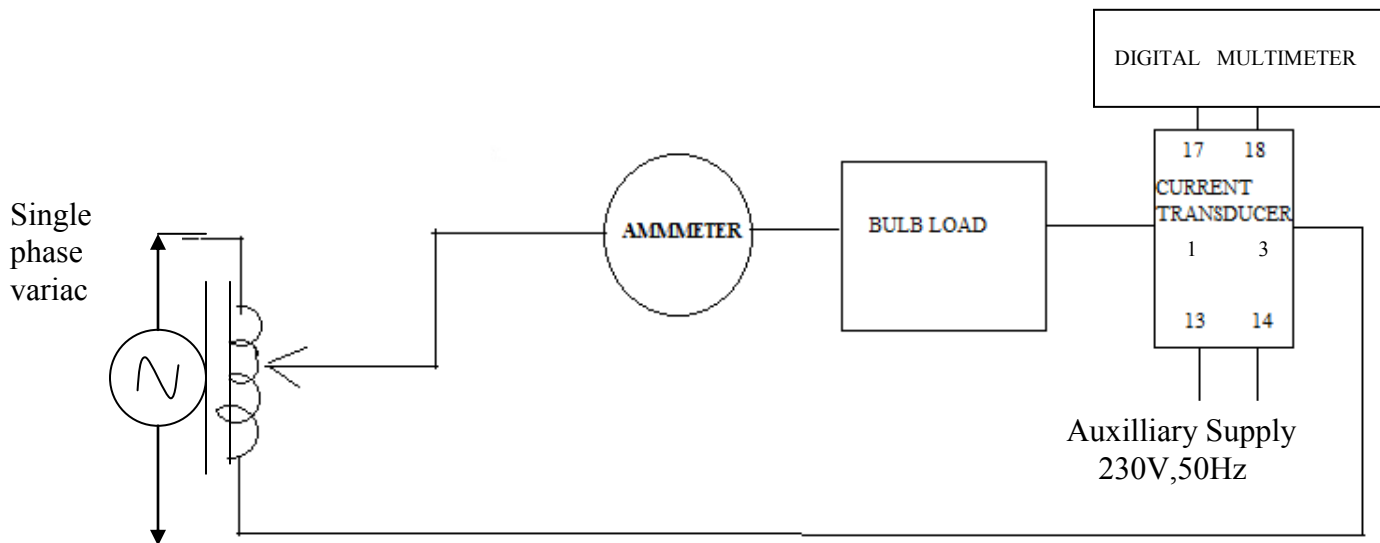 DIGITAL MULTIMETER
17 18
CURRENT
TRANSDUCER
1 3
13 14
Single
phase
variac
AMMMETER
BULB LOAD
Auxilliary Supply
230V,50Hz